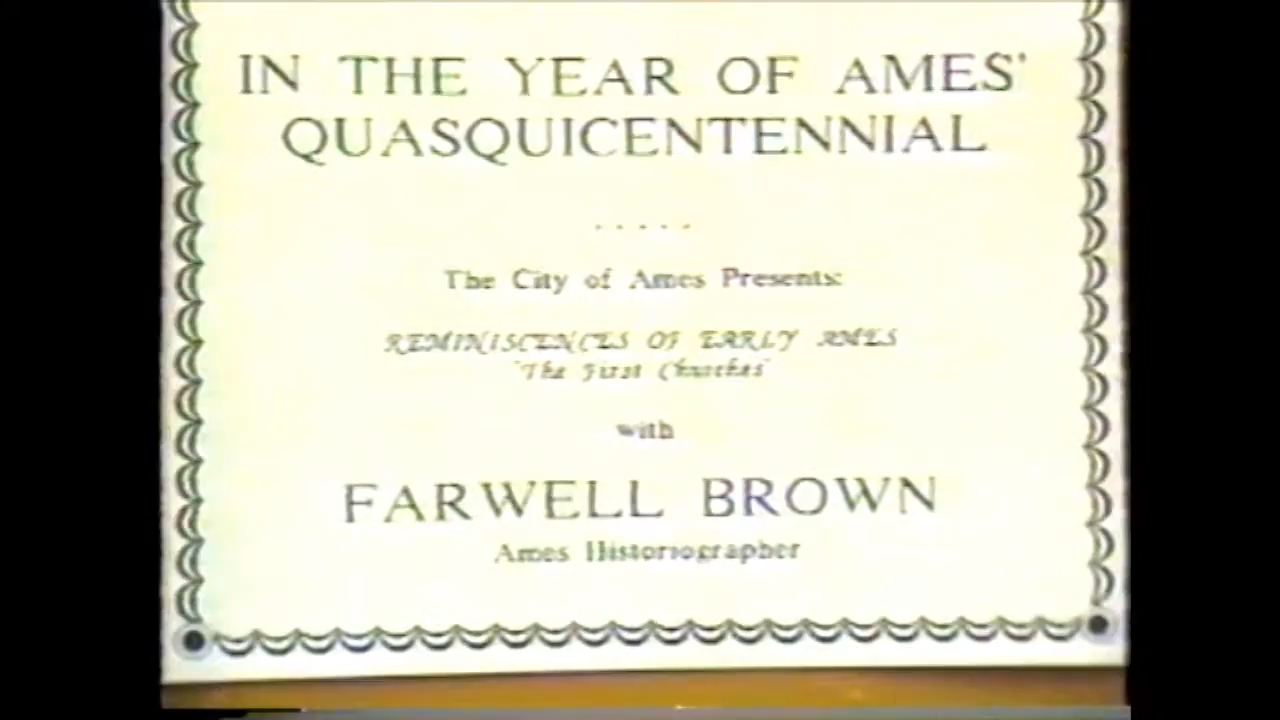 IN THE YEAR OF AMES'
QUASQUICENTENNIAL
.....
The City of Ames Presents:
REMINISCENCES OF EARLY AMES
"The First Churches"
with
FARWELL BROWN
Ames Historiographer